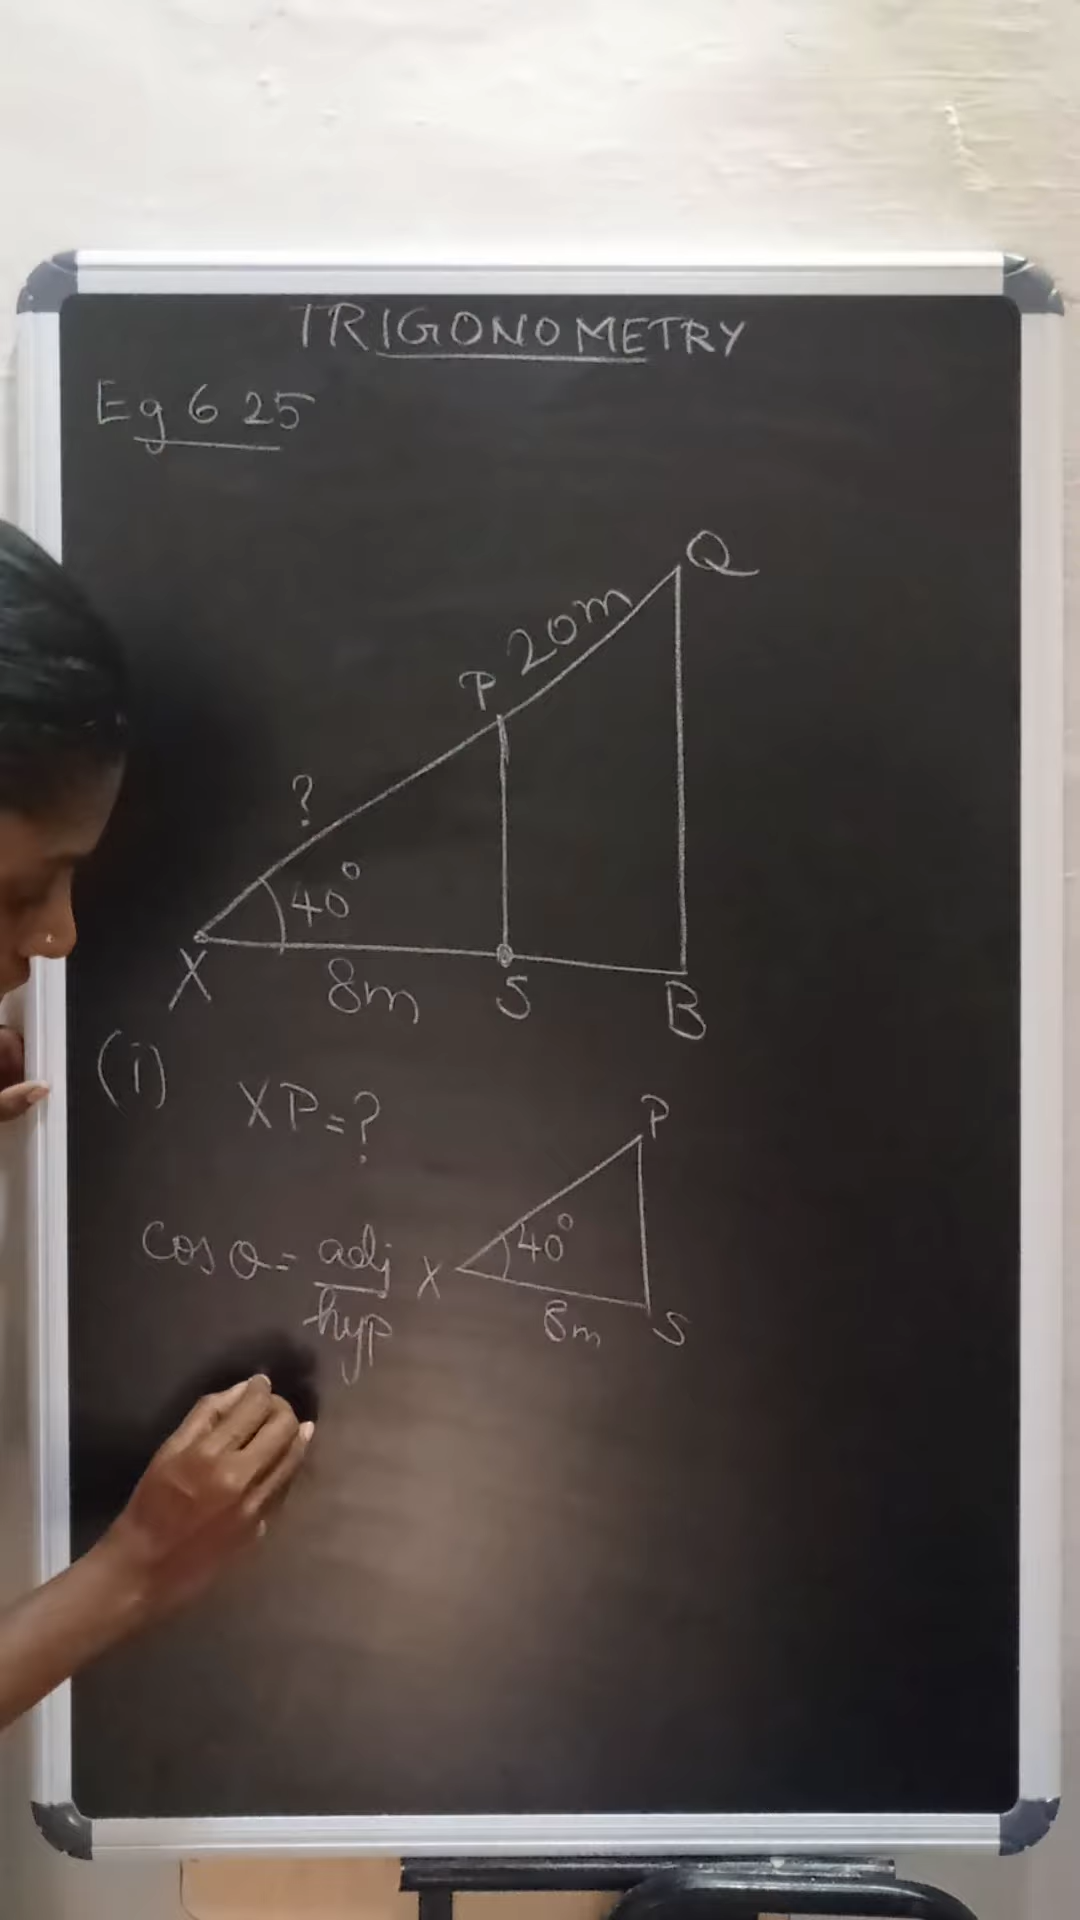 TRIGONOMETRY
Eg 6 25
Q
20m
P
?
40°
X
8m
S
B
(i)
XP=?
P
cos θ= adj
hyp
40°
X
8m
S